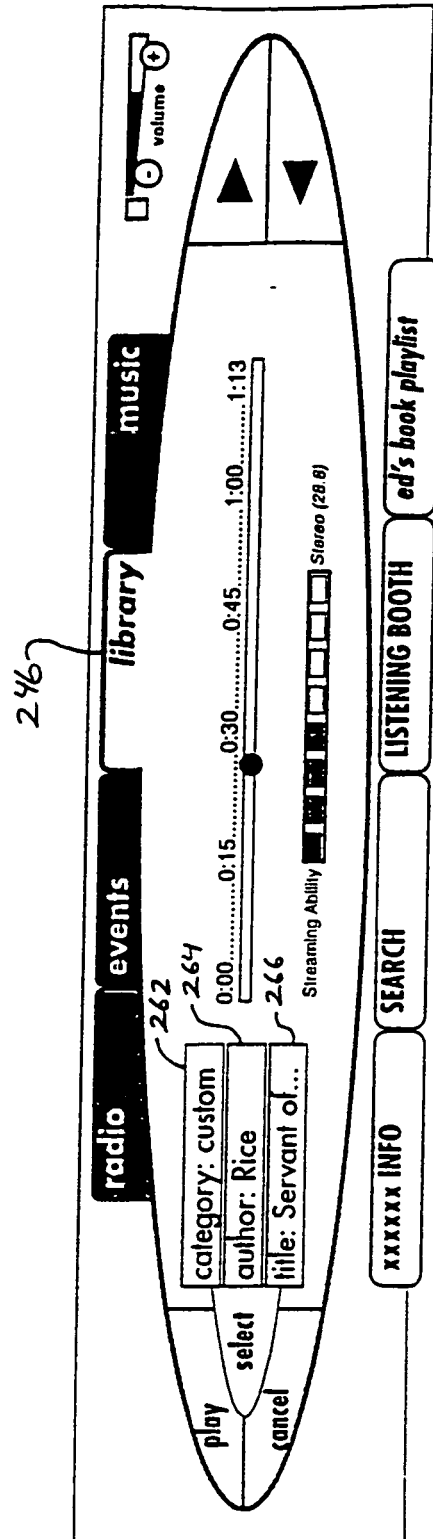 246
radio
events
library
music
volume
262
264
266
category: custom
author: Rice
title: Servant of...
play
select
cancel
0:00 0:15 0:30 0:45 1:00 1:13
Streaming Ability
Stereo (28.8)
xxxxxx INFO
SEARCH
LISTENING BOOTH
ed's book playlist